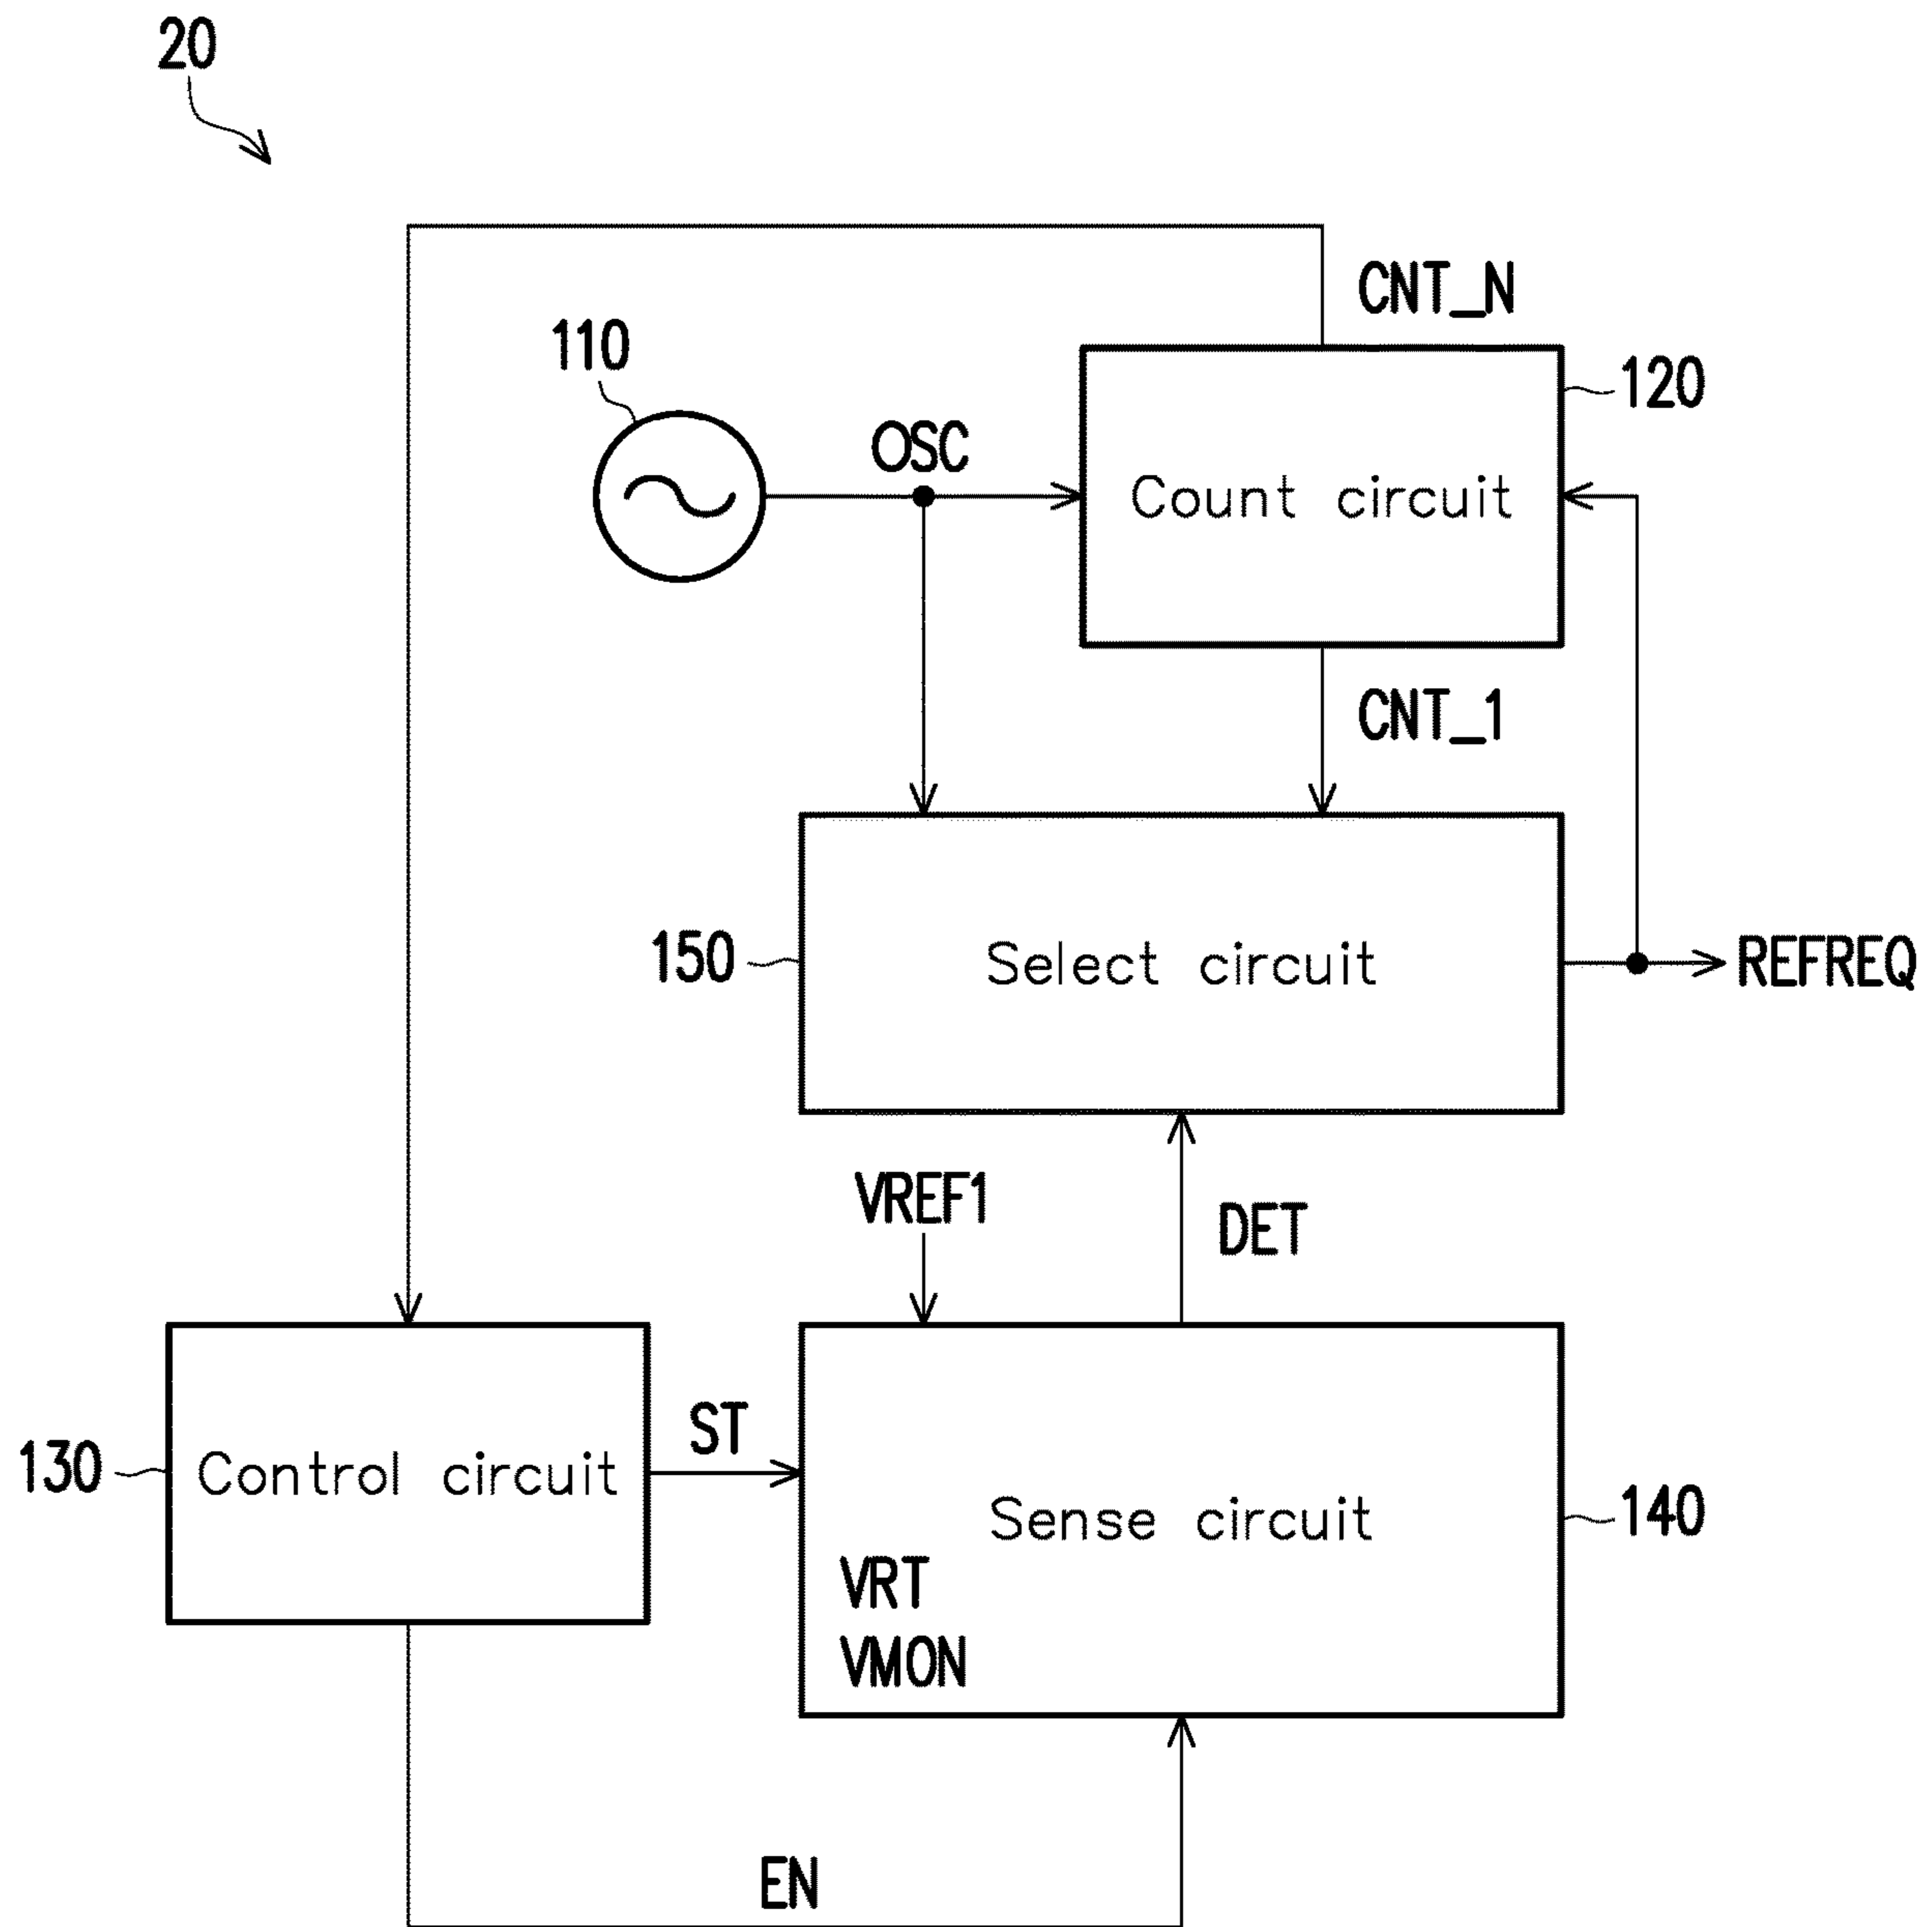 20
CNT_N
110
120
OSC
Count circuit
CNT_1
150
Select circuit
REFREQ
VREF1
DET
ST
130
Control circuit
140
Sense circuit
VRT
VMON
EN